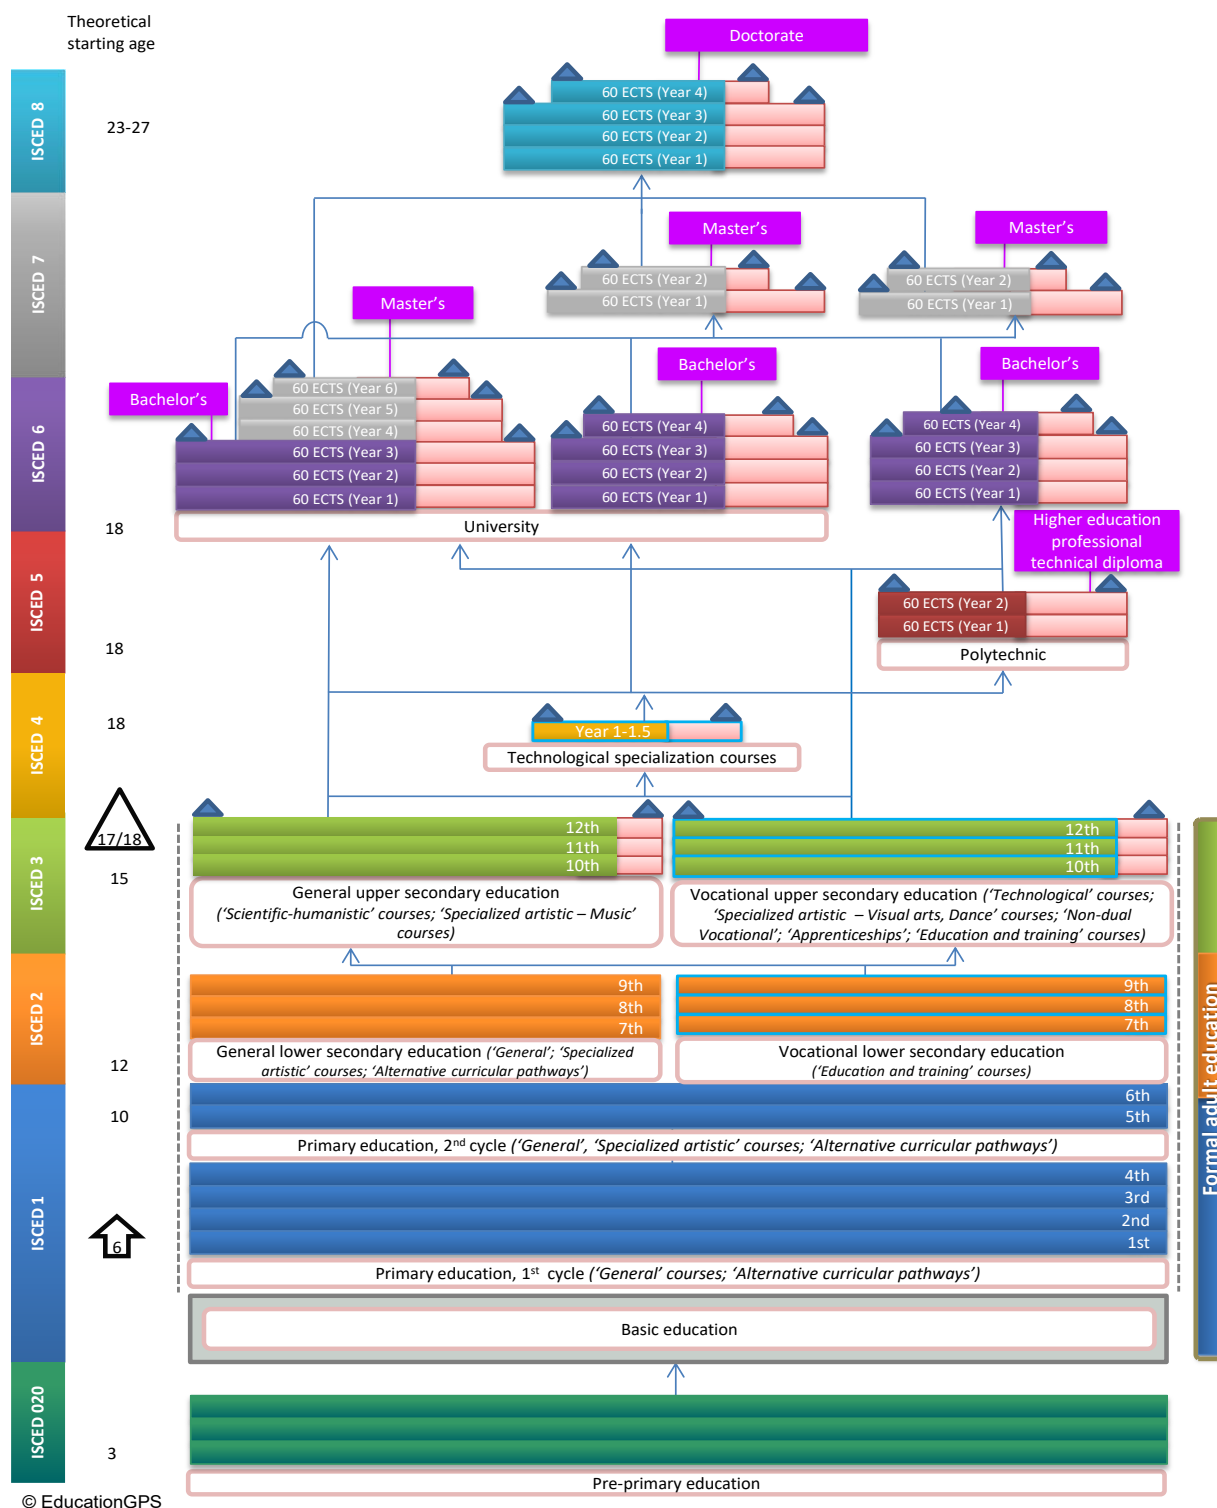 Theoretical
starting age
Doctorate
ISCED 8
23-27
60 ECTS (Year 4)
60 ECTS (Year 3)
60 ECTS (Year 2)
60 ECTS (Year 1)
ISCED 7
Master's
Master's
60 ECTS (Year 2)
60 ECTS (Year 1)
60 ECTS (Year 2)
60 ECTS (Year 1)
Master's
ISCED 6
Bachelor's
60 ECTS (Year 6)
60 ECTS (Year 5)
60 ECTS (Year 4)
60 ECTS (Year 3)
60 ECTS (Year 2)
60 ECTS (Year 1)
Bachelor's
60 ECTS (Year 4)
60 ECTS (Year 3)
60 ECTS (Year 2)
60 ECTS (Year 1)
Bachelor's
60 ECTS (Year 4)
60 ECTS (Year 3)
60 ECTS (Year 2)
60 ECTS (Year 1)
18
University
Higher education
professional
technical diploma
ISCED 5
60 ECTS (Year 2)
60 ECTS (Year 1)
18
Polytechnic
ISCED 4
18
Year 1-1.5
Technological specialization courses
17/18
ISCED 3
15
12th
11th
10th
General upper secondary education
('Scientific-humanistic' courses; 'Specialized artistic – Music'
courses)
12th
11th
10th
Vocational upper secondary education ('Technological' courses;
'Specialized artistic – Visual arts, Dance' courses; 'Non-dual
Vocational'; 'Apprenticeships'; 'Education and training' courses)
ISCED 2
12
9th
8th
7th
General lower secondary education ('General'; 'Specialized
artistic' courses; 'Alternative curricular pathways')
9th
8th
7th
Vocational lower secondary education
('Education and training' courses)
ISCED 1
10
6th
5th
Primary education, 2nd cycle ('General', 'Specialized artistic' courses; 'Alternative curricular pathways')
6
4th
3rd
2nd
1st
Primary education, 1st cycle ('General' courses; 'Alternative curricular pathways')
Basic education
Formal adult education
ISCED 020
3
Pre-primary education
© EducationGPS